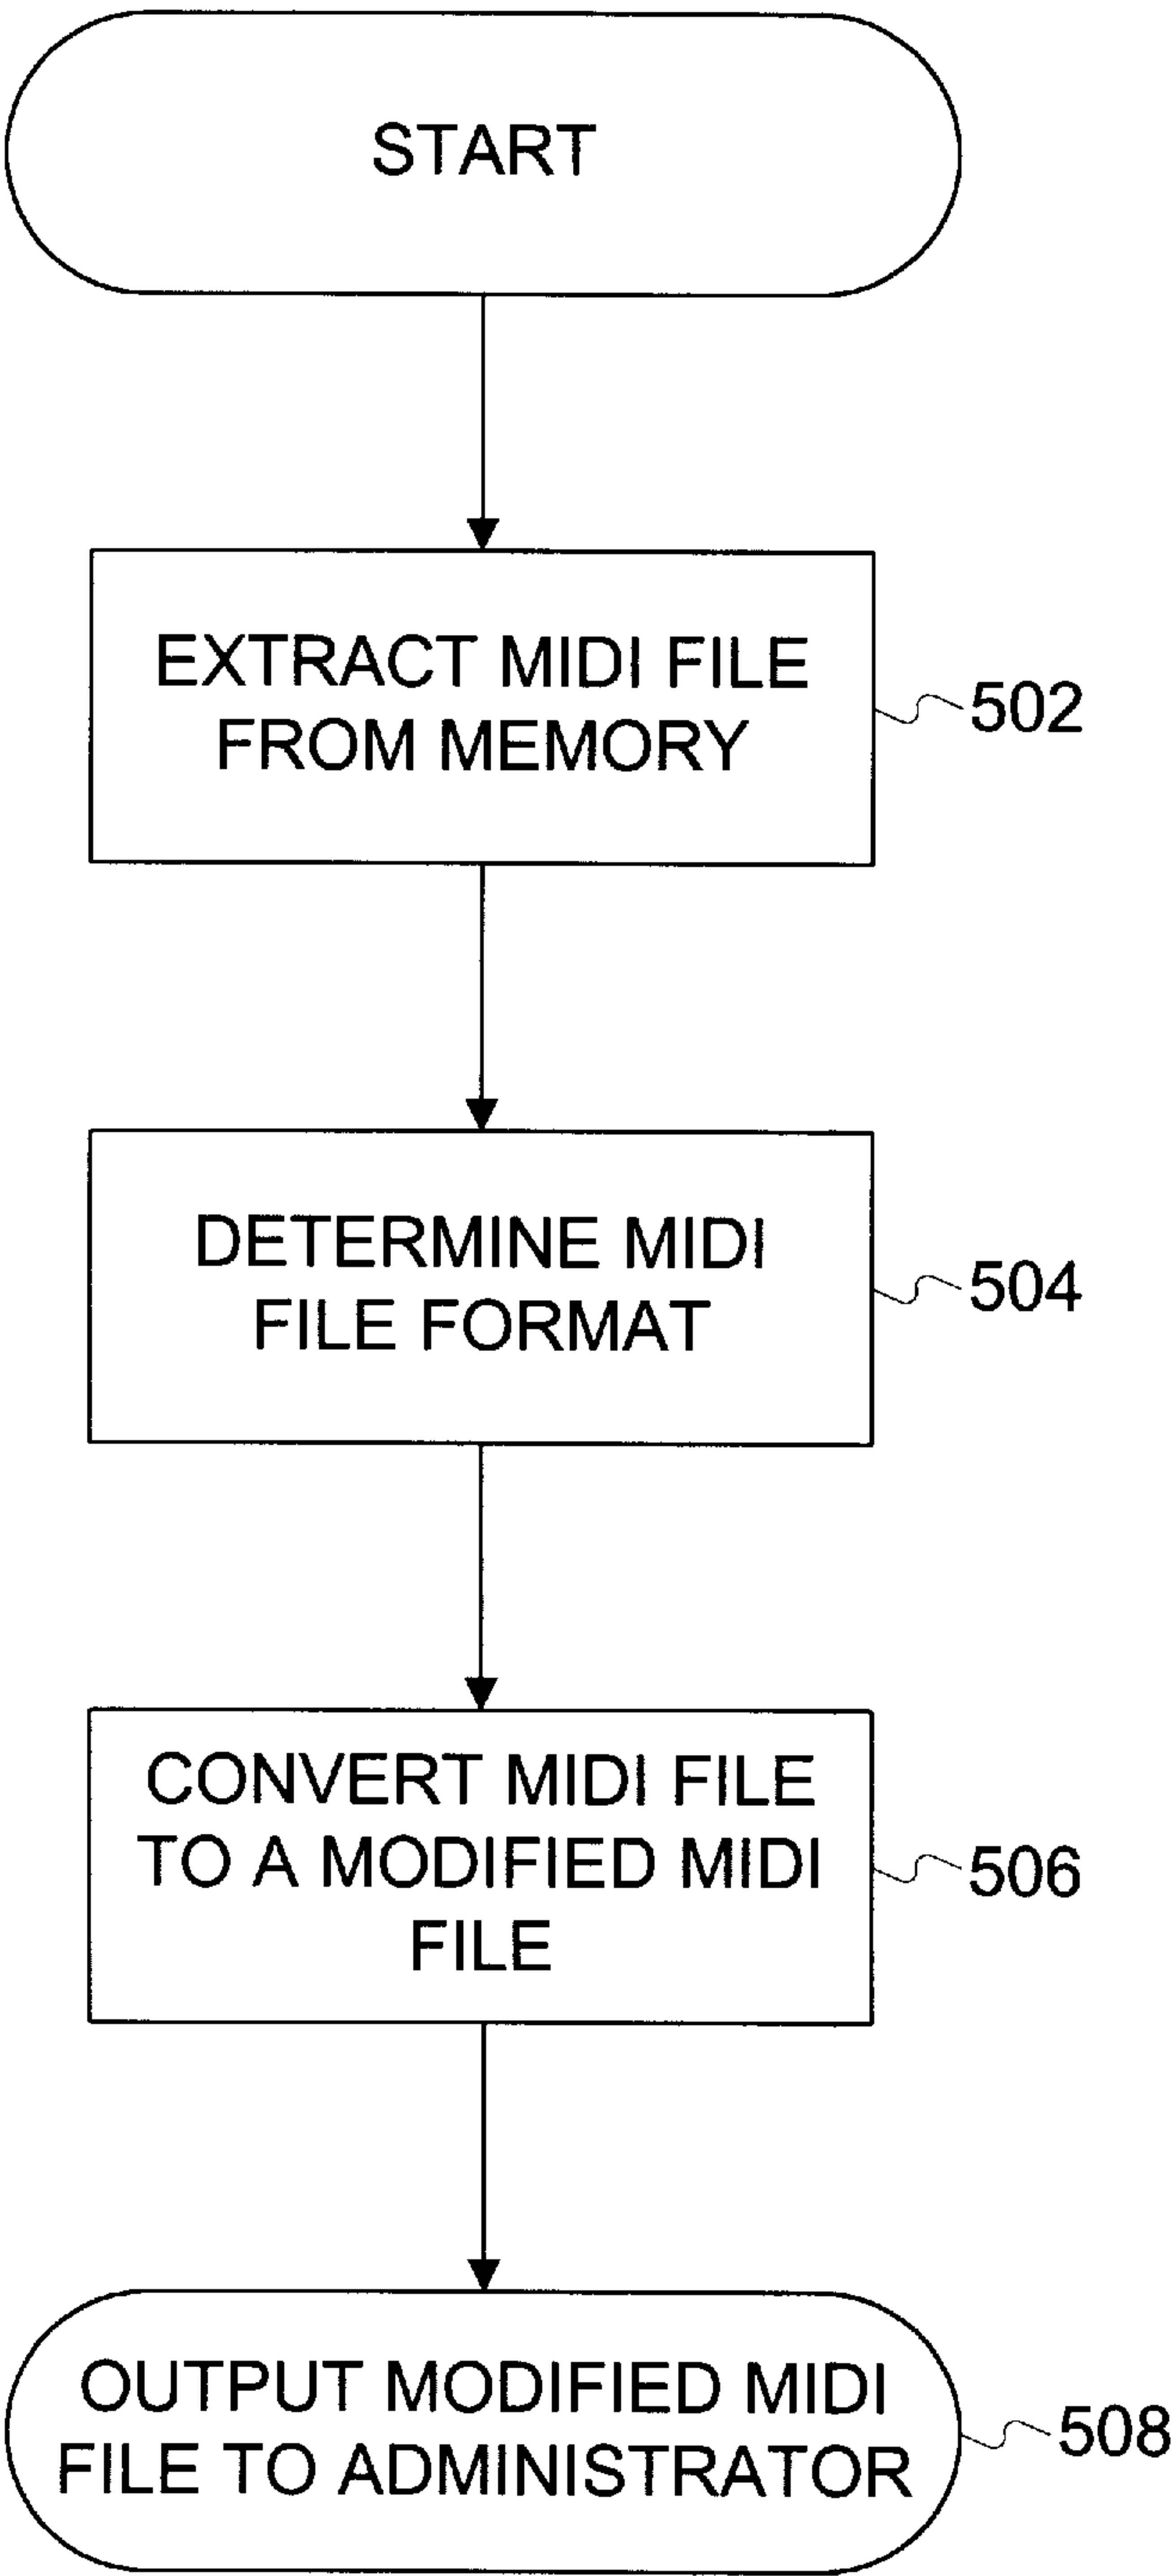 START
EXTRACT MIDI FILE
FROM MEMORY
502
DETERMINE MIDI
FILE FORMAT
504
CONVERT MIDI FILE
TO A MODIFIED MIDI
FILE
506
OUTPUT MODIFIED MIDI
FILE TO ADMINISTRATOR
508